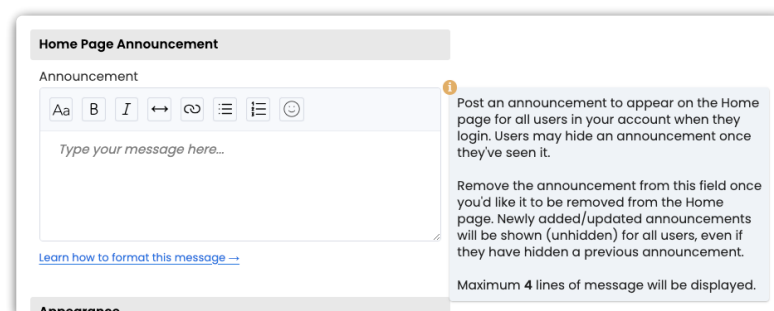 Home Page Announcement
Announcement
Aa B I
Type your message here...
Learn how to format this message →
i
Post an announcement to appear on the Home
page for all users in your account when they
login. Users may hide an announcement once
they've seen it.
Remove the announcement from this field once
you'd like it to be removed from the Home
page. Newly added/updated announcements
will be shown (unhidden) for all users, even if
they have hidden a previous announcement.
Maximum 4 lines of message will be displayed.
Appearance